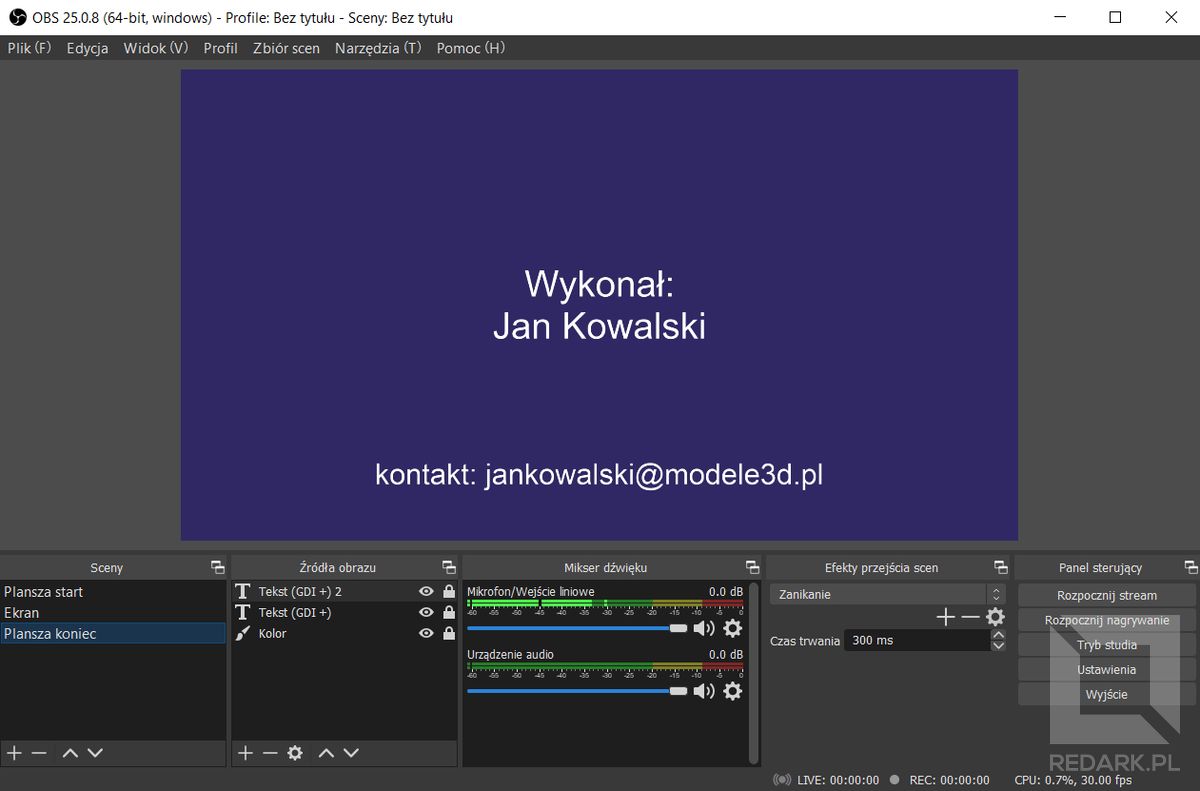 OBS 25.0.8 (64-bit, windows) - Profile: Bez tytułu - Sceny: Bez tytułu
Plik (F) Edycja Widok (V) Profil Zbiór scen Narzędzia (T) Pomoc (H)
Wykonał:
Jan Kowalski
kontakt: jankowalski@modele3d.pl
Sceny
Plansza start
Ekran
Plansza koniec
Źródła obrazu
Tekst (GDI +) 2
Tekst (GDI +)
Kolor
Mikser dźwięku
Mikrofon/Wejście liniowe 0.0 dB
-60 -55 -50 -45 -40 -35 -30 -25 -20 -15 -10 -5 0
Urządzenie audio 0.0 dB
-60 -55 -50 -45 -40 -35 -30 -25 -20 -15 -10 -5 0
Efekty przejścia scen
Zanikanie
Czas trwania 300 ms
Panel sterujący
Rozpocznij stream
Rozpocznij nagrywanie
Tryb studia
Ustawienia
Wyjście
REDARK.PL
LIVE: 00:00:00 REC: 00:00:00 CPU: 0.7%, 30.00 fps